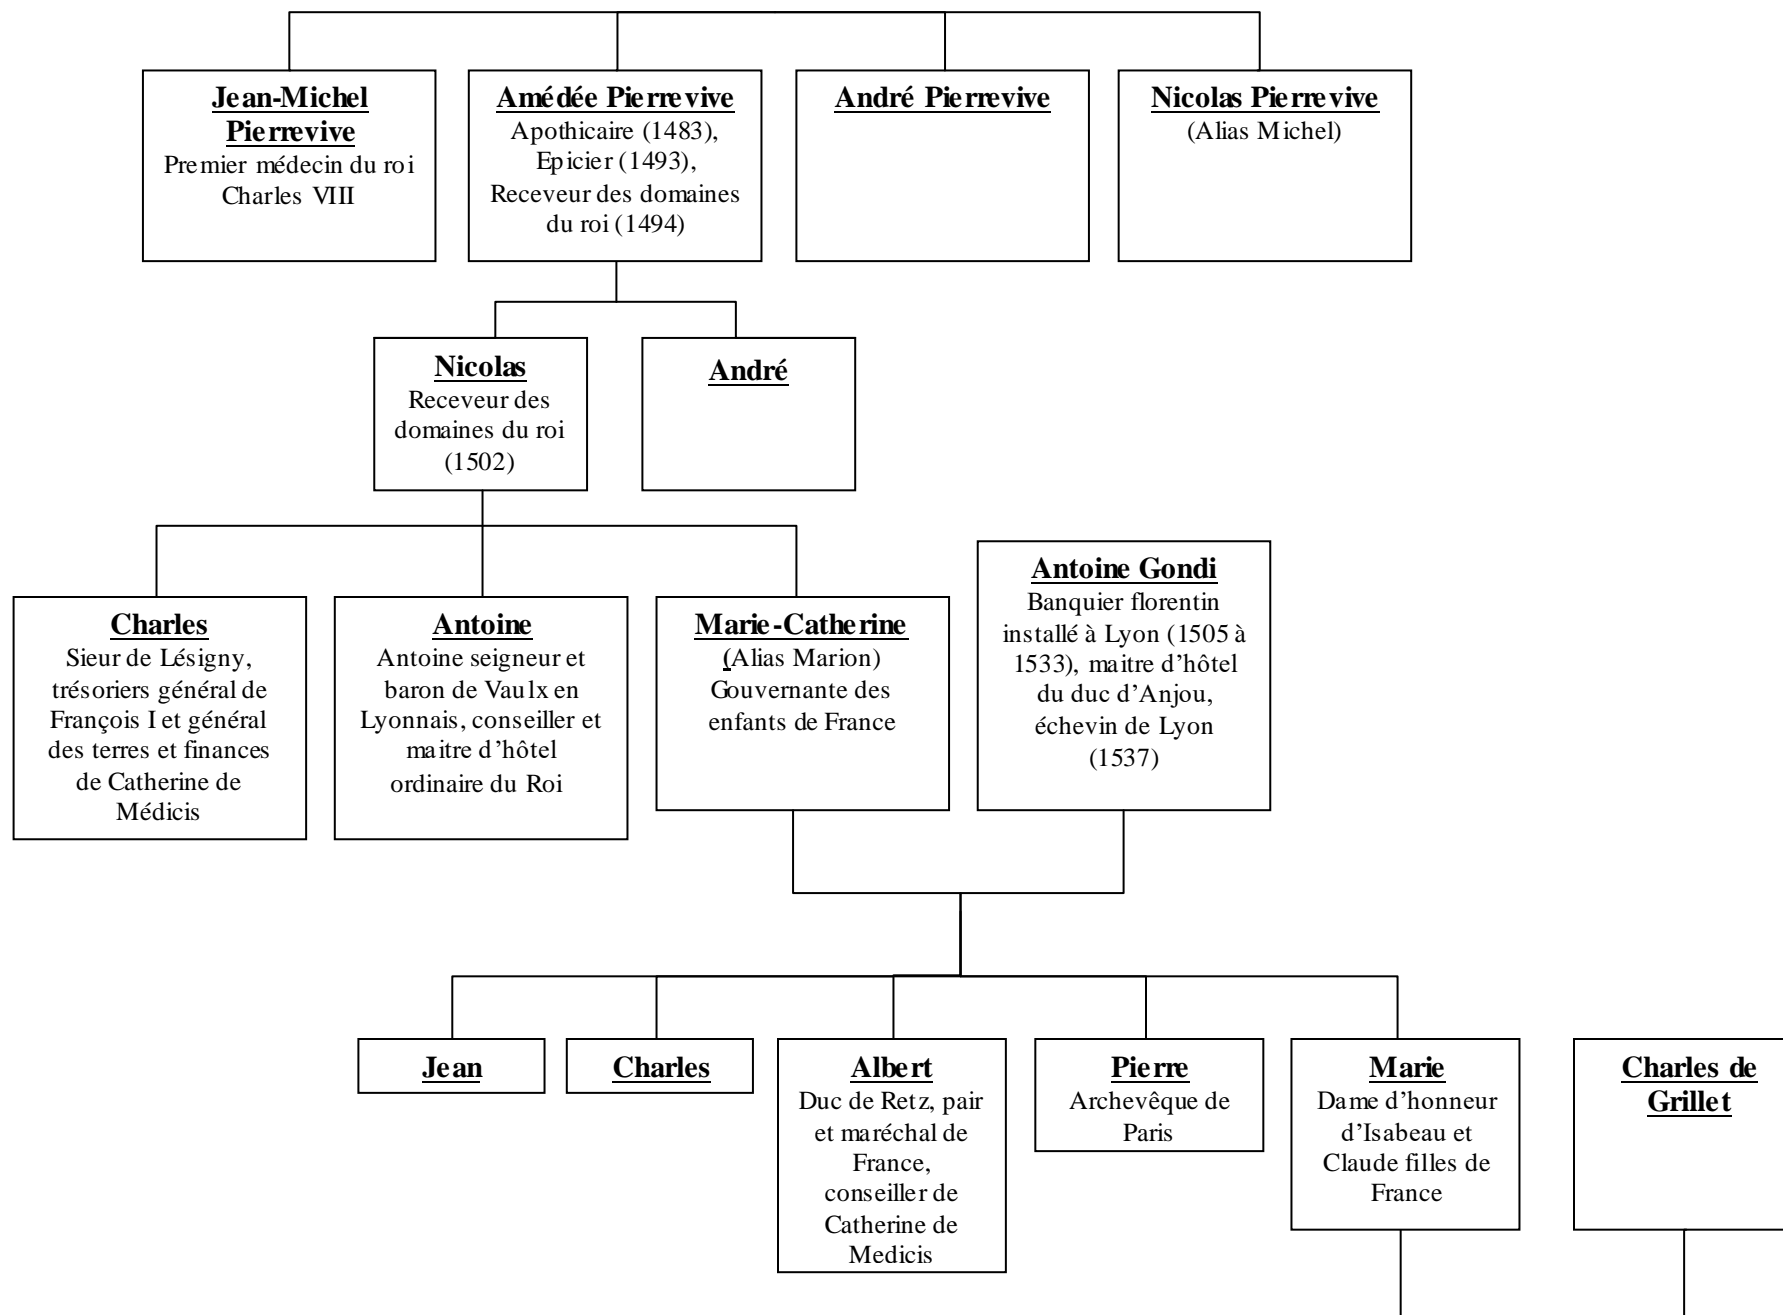 Jean-Michel
Pierrevive
Premier médecin du roi
Charles VIII
Amédée Pierrevive
Apothicaire (1483),
Epicier (1493),
Receveur des domaines
du roi (1494)
André Pierrevive
Nicolas Pierrevive
(Alias Michel)
Nicolas
Receveur des
domaines du roi
(1502)
André
Charles
Sieur de Lésigny,
trésoriers général de
François I et général
des terres et finances
de Catherine de
Médicis
Antoine
Antoine seigneur et
baron de Vaulx en
Lyonnais, conseiller et
maitre d’hôtel
ordinaire du Roi
Marie-Catherine
(Alias Marion)
Gouvernante des
enfants de France
Antoine Gondi
Banquier florentin
installé à Lyon (1505 à
1533), maitre d’hôtel
du duc d’Anjou,
échevin de Lyon
(1537)
Jean
Charles
Albert
Duc de Retz, pair
et maréchal de
France,
conseiller de
Catherine de
Medicis
Pierre
Archevêque de
Paris
Marie
Dame d’honneur
d’Isabeau et
Claude filles de
France
Charles de
Grillet